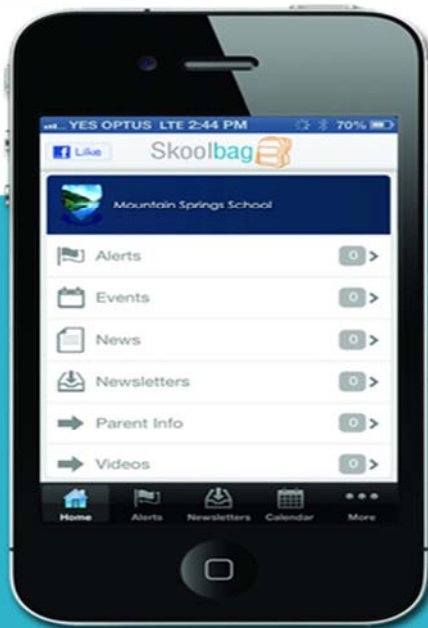 YES OPTUS LTE 2:44 PM 70%
Like Skoolbag
Mountain Springs School
Alerts 0
Events 0
News 0
Newsletters 0
Parent Info 0
Videos 0
Home Alerts Newsletters Calendar More